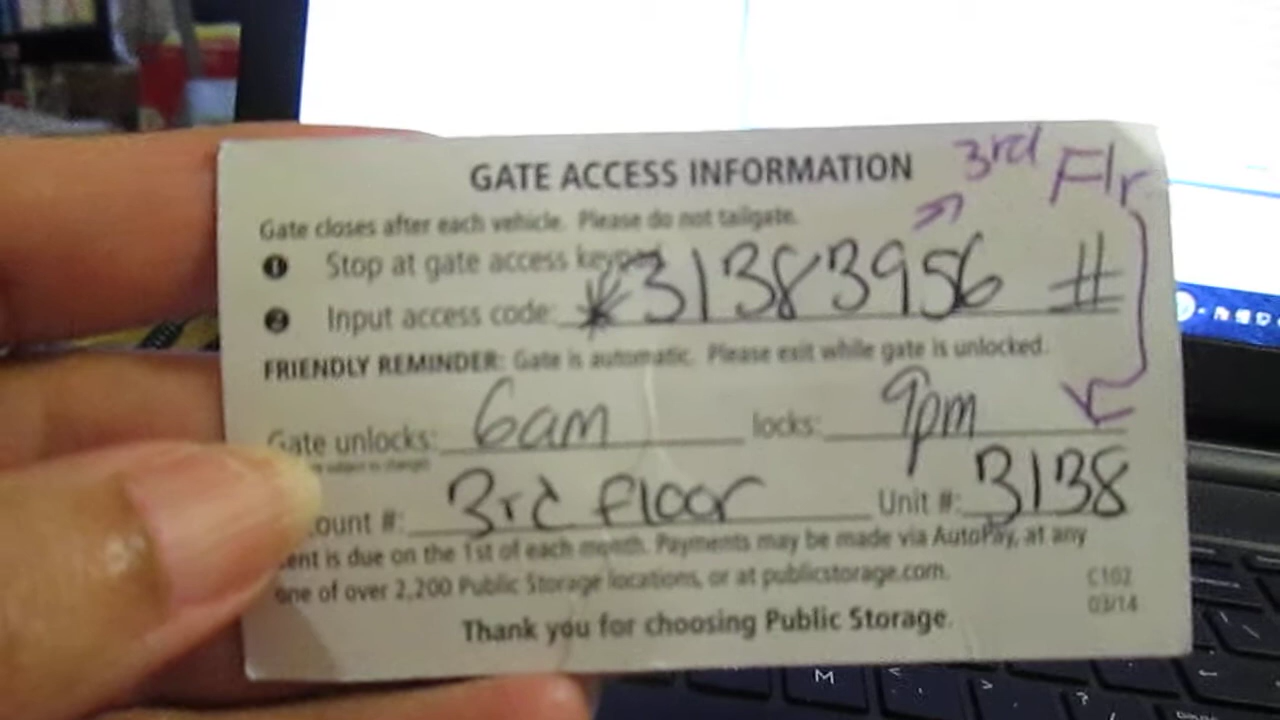 GATE ACCESS INFORMATION
3rd Flr
Gate closes after each vehicle. Please do not tailgate.
1 Stop at gate access keypad
2 Input access code: *31383956 #
FRIENDLY REMINDER: Gate is automatic. Please exit while gate is unlocked.
Gate unlocks: 6am locks: 9pm
ount #: 3rd floor Unit #: 3138
ent is due on the 1st of each month. Payments may be made via AutoPay, at any
one of over 2,200 Public Storage locations, or at publicstorage.com.
C102
03/14
Thank you for choosing Public Storage.
M